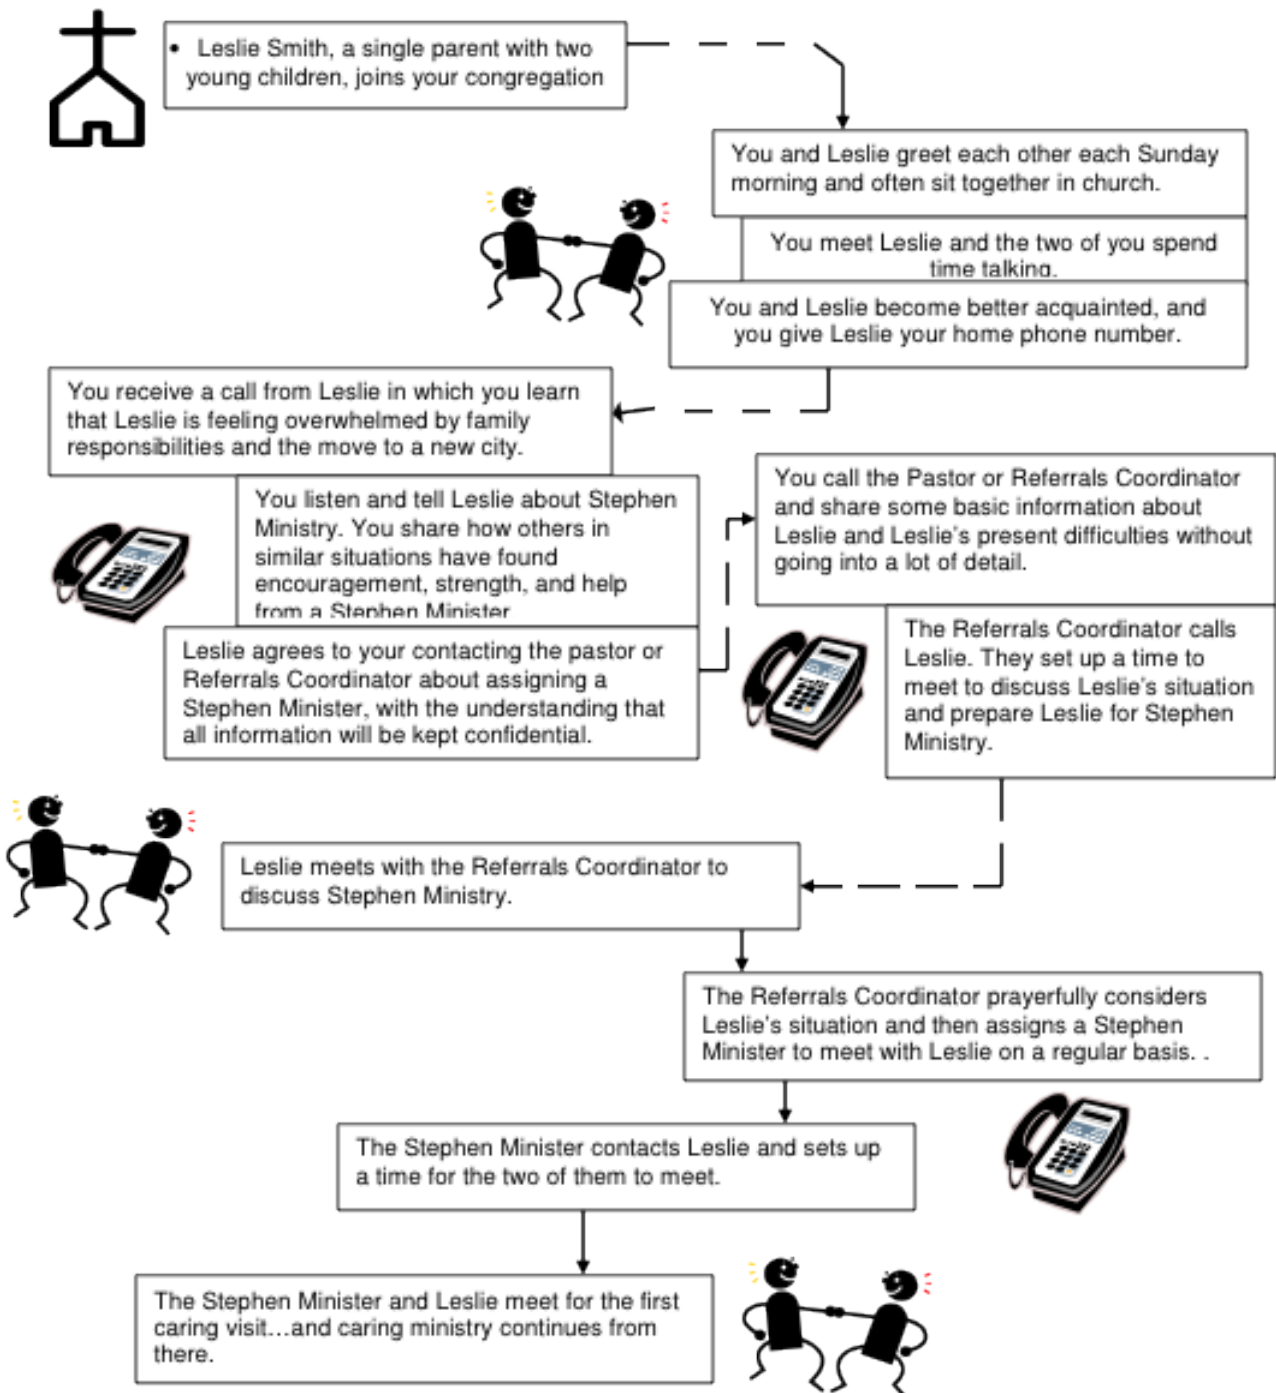 • Leslie Smith, a single parent with two
young children, joins your congregation
You and Leslie greet each other each Sunday
morning and often sit together in church.
You meet Leslie and the two of you spend
time talking.
You and Leslie become better acquainted, and
you give Leslie your home phone number.
You receive a call from Leslie in which you learn
that Leslie is feeling overwhelmed by family
responsibilities and the move to a new city.
You listen and tell Leslie about Stephen
Ministry. You share how others in
similar situations have found
encouragement, strength, and help
from a Stephen Minister
Leslie agrees to your contacting the pastor or
Referrals Coordinator about assigning a
Stephen Minister, with the understanding that
all information will be kept confidential.
You call the Pastor or Referrals Coordinator
and share some basic information about
Leslie and Leslie's present difficulties without
going into a lot of detail.
The Referrals Coordinator calls
Leslie. They set up a time to
meet to discuss Leslie's situation
and prepare Leslie for Stephen
Ministry.
Leslie meets with the Referrals Coordinator to
discuss Stephen Ministry.
The Referrals Coordinator prayerfully considers
Leslie's situation and then assigns a Stephen
Minister to meet with Leslie on a regular basis. .
The Stephen Minister contacts Leslie and sets up
a time for the two of them to meet.
The Stephen Minister and Leslie meet for the first
caring visit...and caring ministry continues from
there.